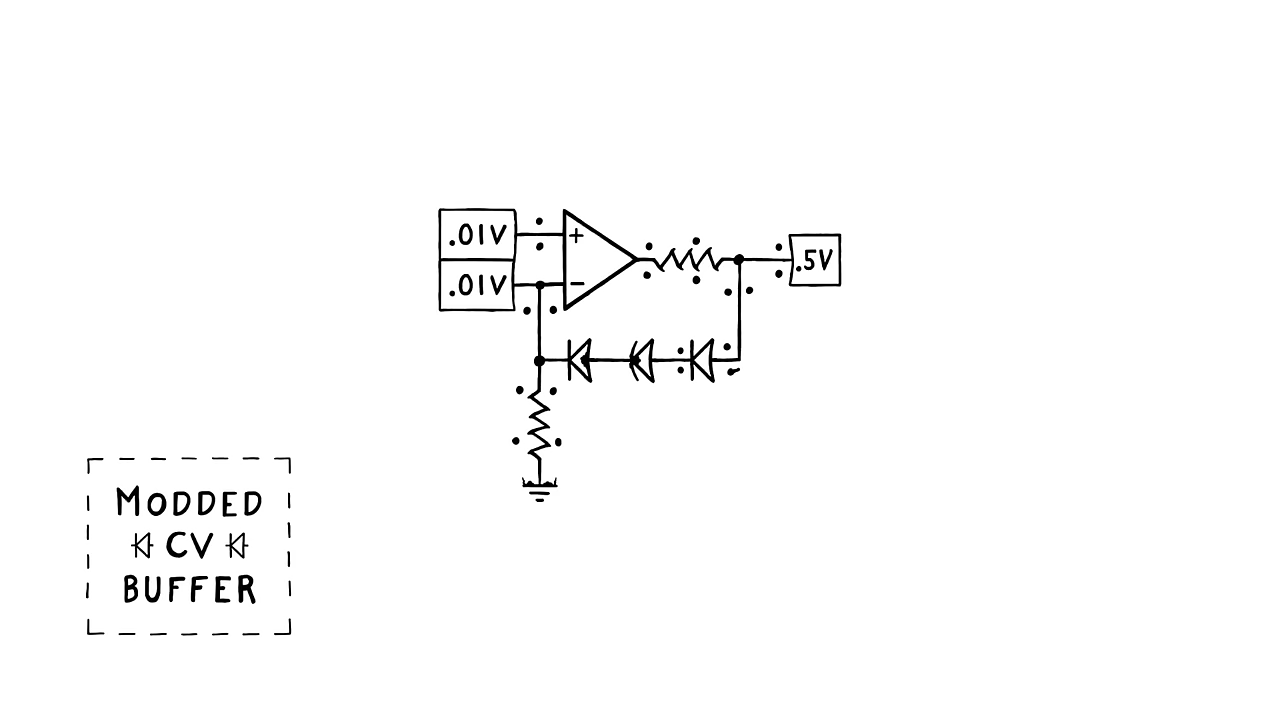 .01V
+
.01V
−
.5V
MODDED
CV
BUFFER